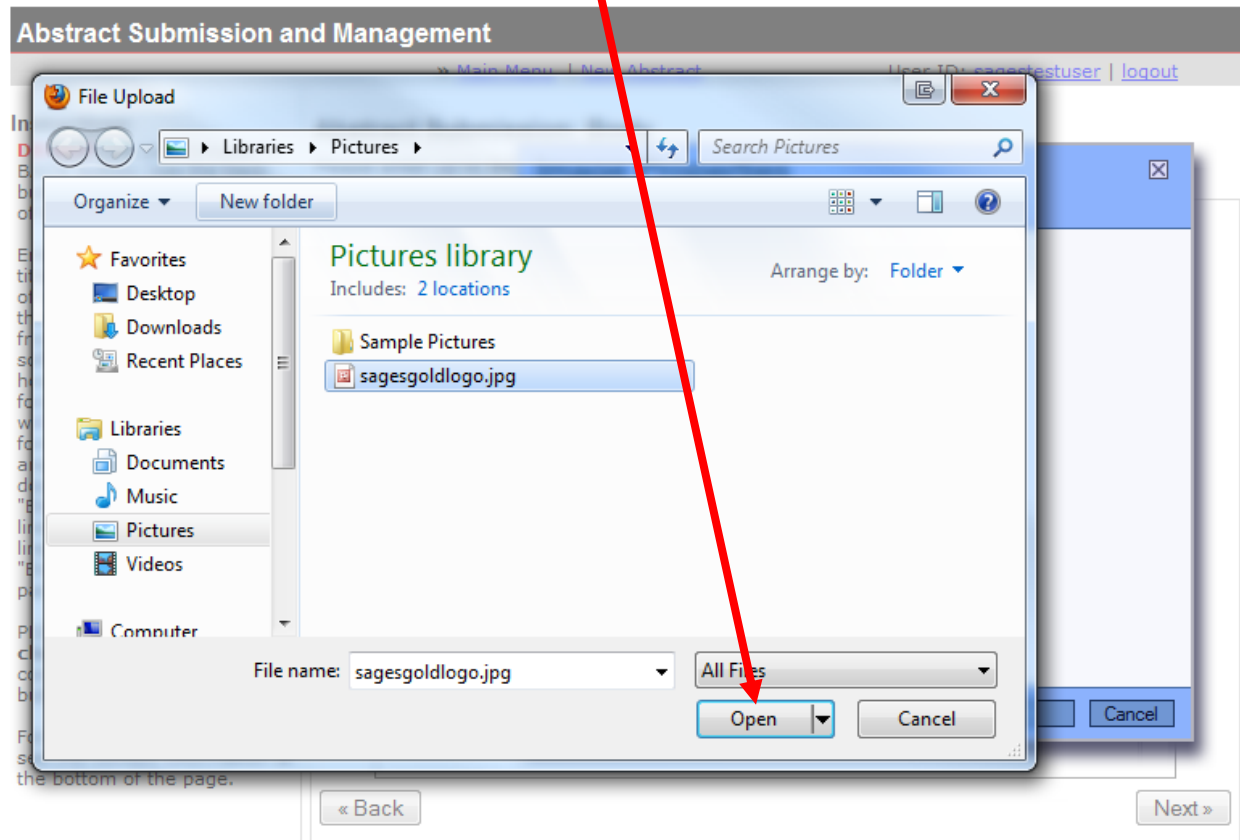 Abstract Submission and Management
» Main Menu | New Abstract User ID: sagestestuser | logout
File Upload
Libraries Pictures
Search Pictures
Organize New folder
Favorites
Desktop
Downloads
Recent Places
Libraries
Documents
Music
Pictures
Videos
Computer
Pictures library
Includes: 2 locations
Arrange by: Folder
Sample Pictures
sagesgoldlogo.jpg
File name: sagesgoldlogo.jpg
All Files
Open Cancel
Cancel
the bottom of the page.
« Back Next »